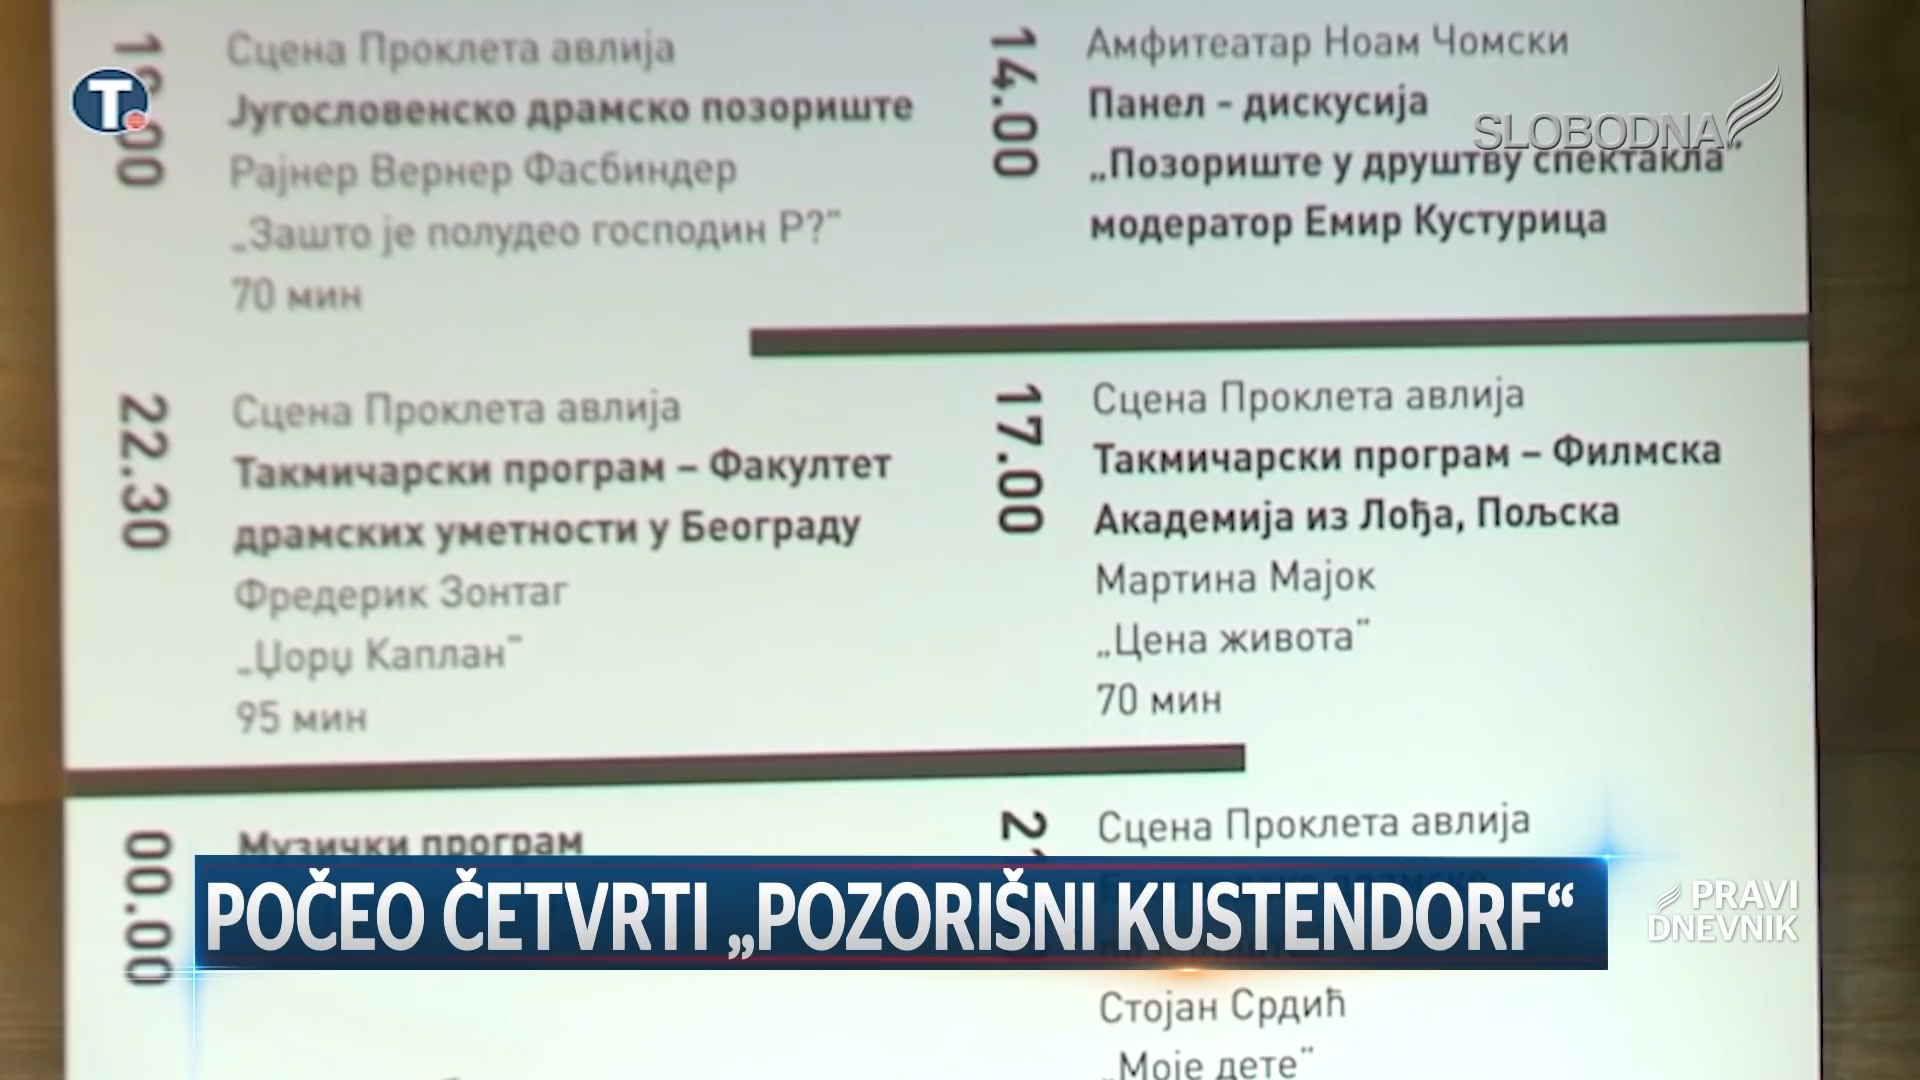 Сцена Проклета авлија
Југословенско драмско позориште
Рајнер Вернер Фасбиндер
„Зашто је полудео господин Р?"
70 мин
22.30
Сцена Проклета авлија
Такмичарски програм – Факултет
драмских уметности у Београду
Фредерик Зонтаг
„Џорџ Каплан"
95 мин
00.00
Музички програм
14.00
Амфитеатар Ноам Чомски
Панел - дискусија
„Позориште у друштву спектакла"
модератор Емир Кустурица
17.00
Сцена Проклета авлија
Такмичарски програм – Филмска
Академија из Лођа, Пољска
Мартина Мајок
„Цена живота"
70 мин
Сцена Проклета авлија
Стојан Срдић
„Моје дете"
T.
SLOBODNA
POČEO ČETVRTI „POZORIŠNI KUSTENDORF“
PRAVI
DNEVNIK